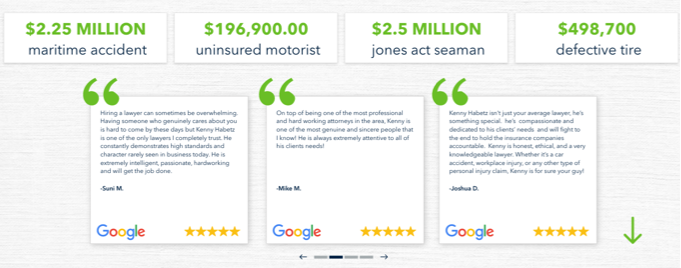 $2.25 MILLION
maritime accident
$196,900.00
uninsured motorist
$2.5 MILLION
jones act seaman
$498,700
defective tire
Hiring a lawyer can sometimes be overwhelming.
Having someone who genuinely cares about you
is hard to come by these days but Kenny Habetz
is one of the only lawyers I completely trust. He
constantly demonstrates high standards and
character rarely seen in business today. He is
extremely intelligent, passionate, hardworking
and will get the job done.
-Suni M.
Google
On top of being one of the most professional
and hard working attorneys in the area, Kenny is
one of the most genuine and sincere people that
I know! He is always extremely attentive to all of
his clients needs!
-Mike M.
Google
Kenny Habetz isn't just your average lawyer, he's
something special. he's compassionate and
dedicated to his clients' needs and will fight to
the end to hold the insurance companies
accountable. Kenny is honest, ethical, and a very
knowledgeable lawyer. Whether it's a car
accident, workplace injury, or any other type of
personal injury claim, Kenny is for sure your guy!
-Joshua D.
Google